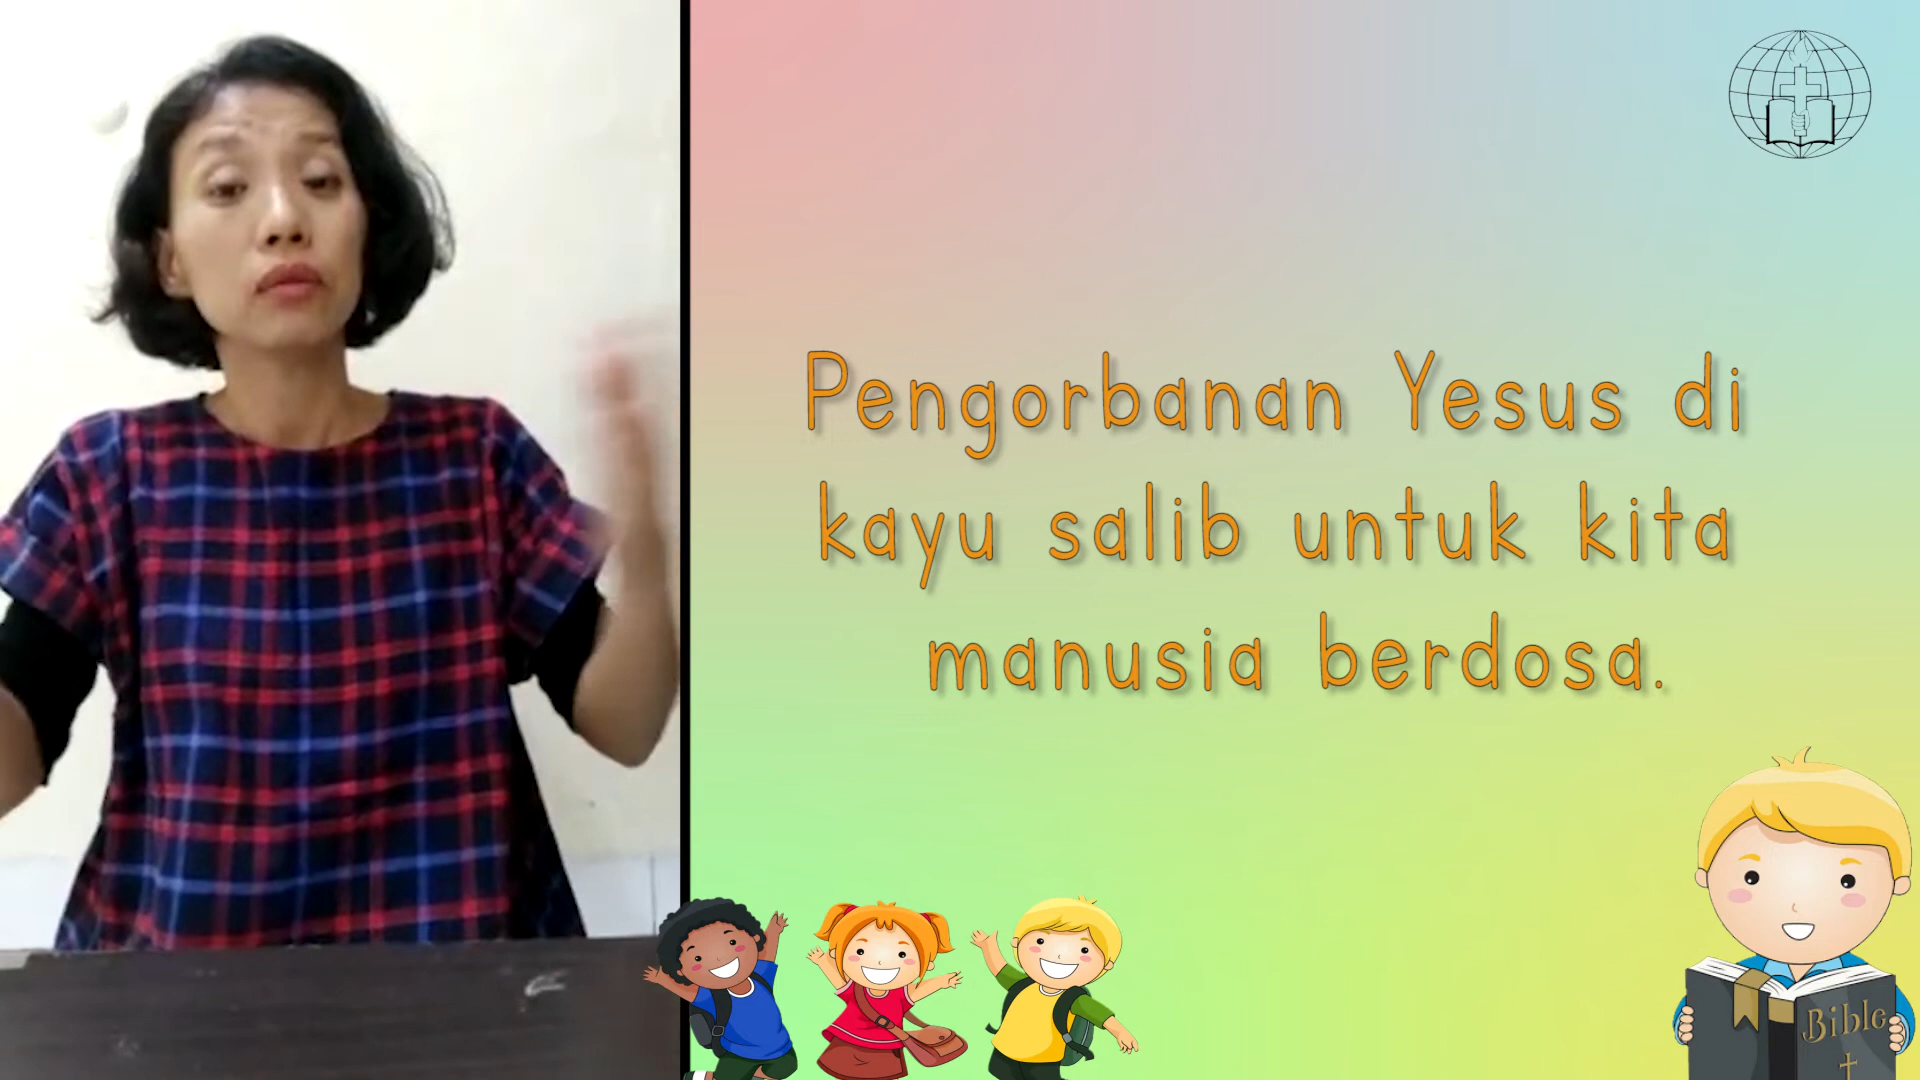 Pengorbanan Yesus di
kayu salib untuk kita
manusia berdosa.
Bible